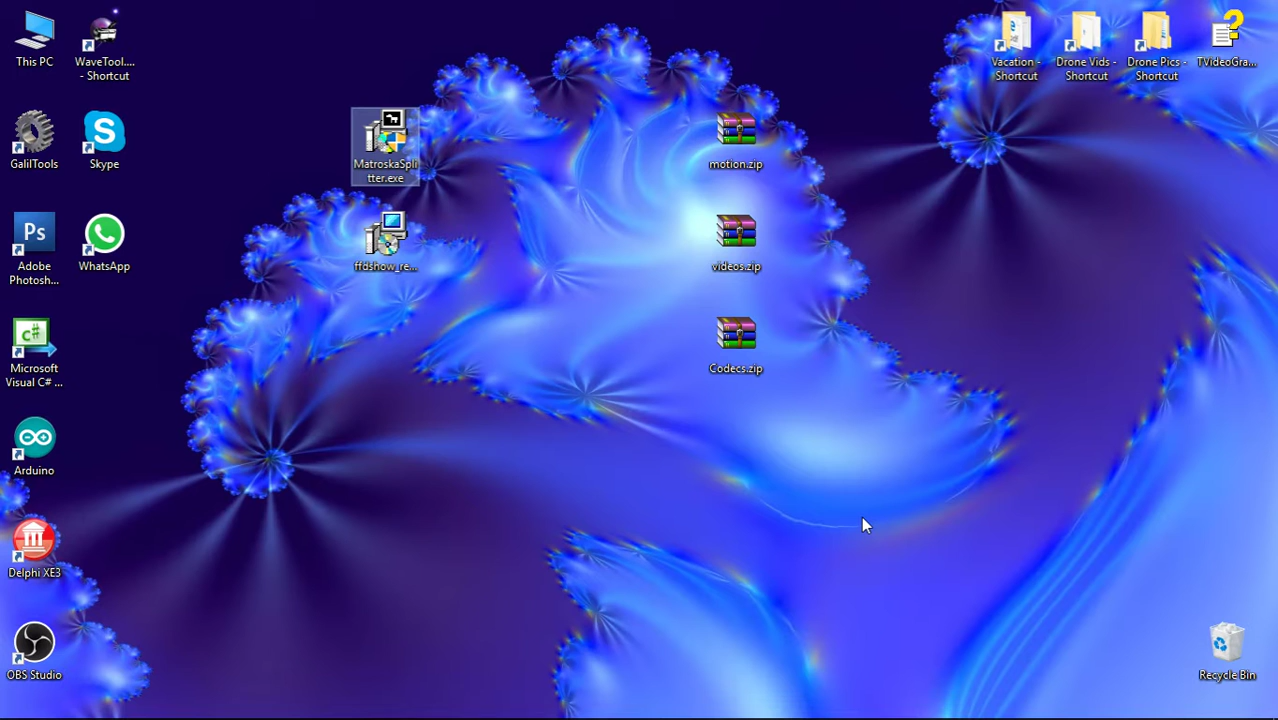 This PC
WaveTool....
- Shortcut
Vacation -
Shortcut
Drone Vids -
Shortcut
Drone Pics -
Shortcut
TVideoGra...
GalilTools
Skype
MatroskaSpli
tter.exe
motion.zip
Ps
Adobe
Photosh...
WhatsApp
ffdshow_re...
videos.zip
C#
Microsoft
Visual C# ...
Codecs.zip
Arduino
Delphi XE3
OBS Studio
Recycle Bin